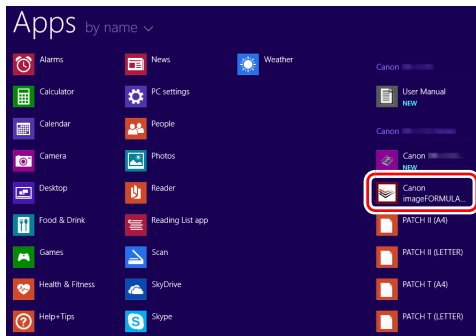 Apps by name
Alarms
Calculator
Calendar
Camera
Desktop
Food & Drink
Games
Health & Fitness
Help+Tips
News
PC settings
People
Photos
Reader
Reading List app
Scan
SkyDrive
Skype
Weather
Canon
User Manual
NEW
Canon
Canon
NEW
Canon
imageFORMULA...
PATCH II (A4)
PATCH II (LETTER)
PATCH T (A4)
PATCH T (LETTER)